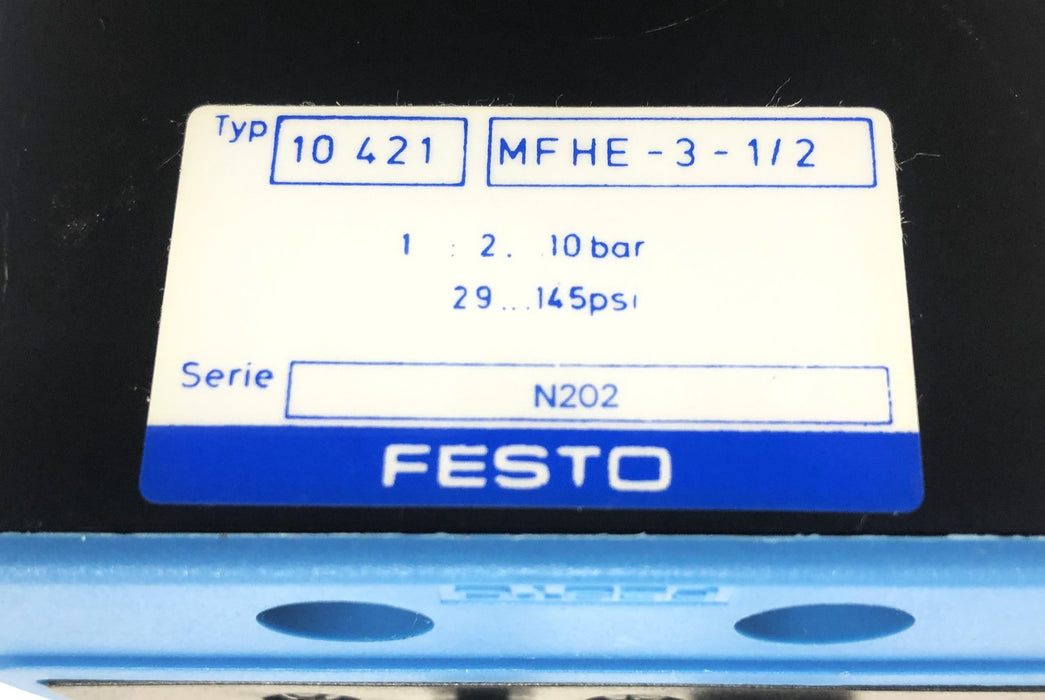 Typ 10 421 MFHE-3-1/2
1 : 2. .10 bar
29...145psi
Serie N202
FESTO